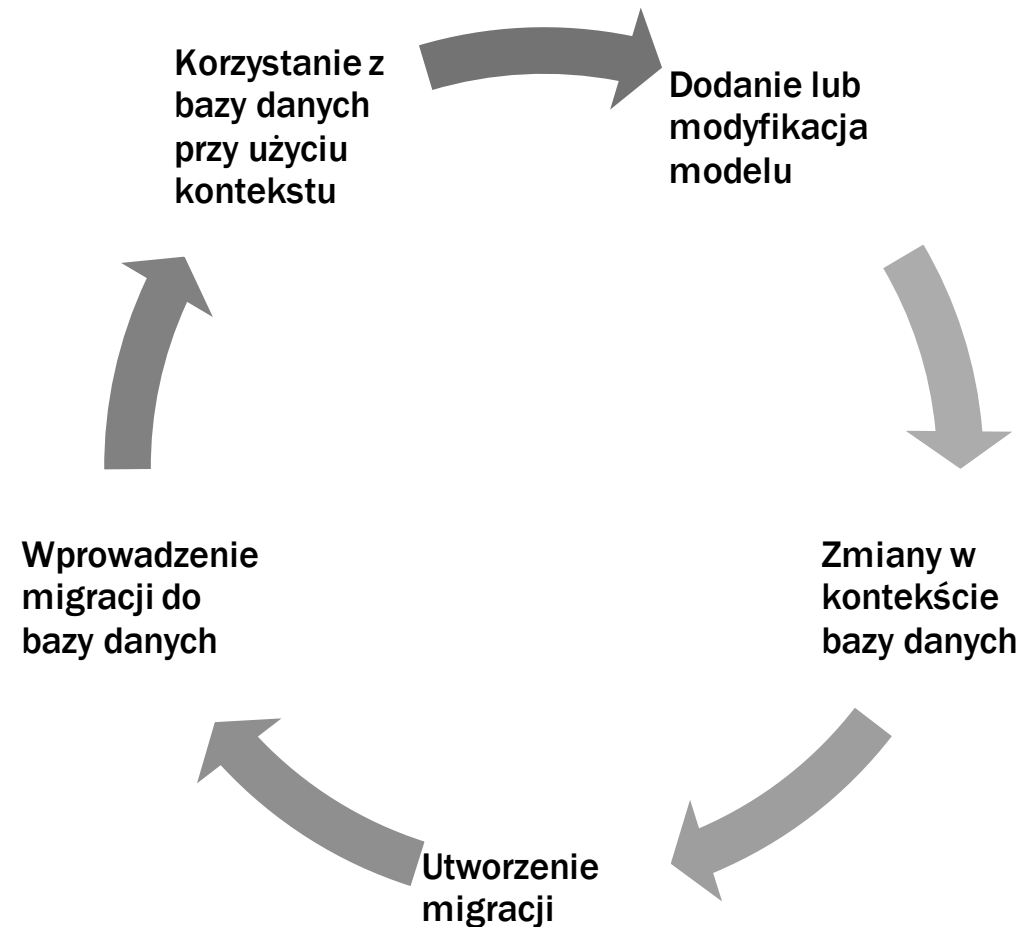 Korzystanie z
bazy danych
przy użyciu
kontekstu
Dodanie lub
modyfikacja
modelu
Zmiany w
kontekście
bazy danych
Utworzenie
migracji
Wprowadzenie
migracji do
bazy danych